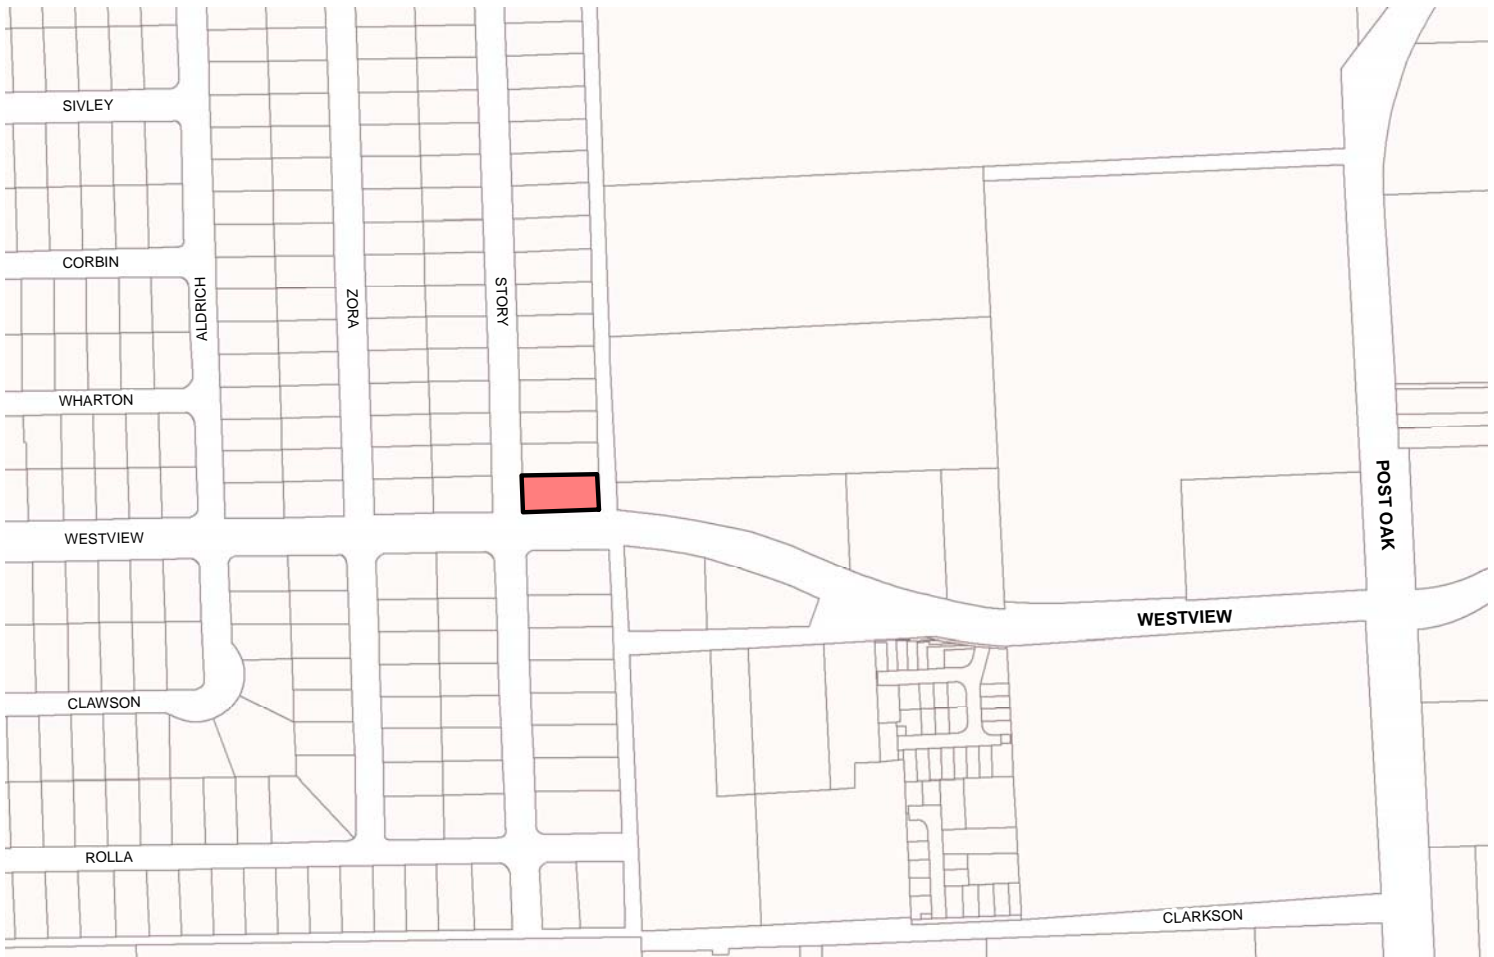 SIVLEY
CORBIN
ALDRICH
ZORA
STORY
WHARTON
POST OAK
WESTVIEW
WESTVIEW
CLAWSON
ROLLA
CLARKSON